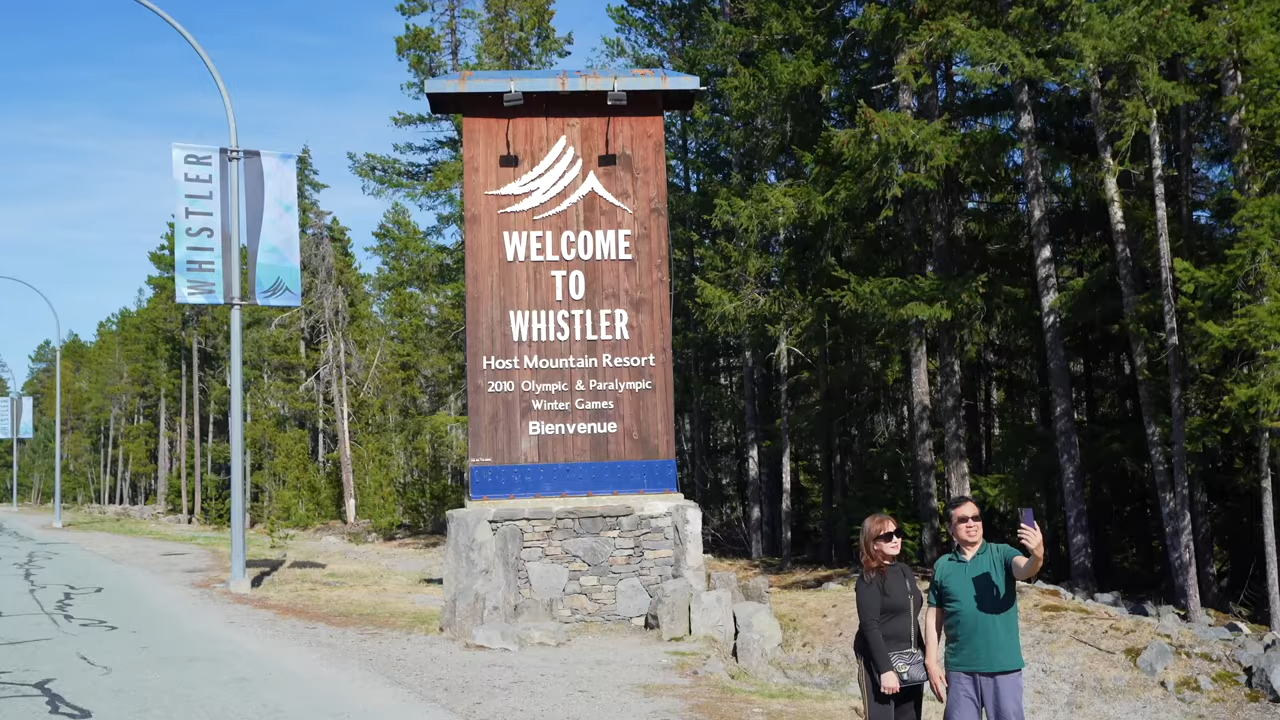 WHISTLER
WELCOME
TO
WHISTLER
Host Mountain Resort
2010 Olympic & Paralympic
Winter Games
Bienvenue